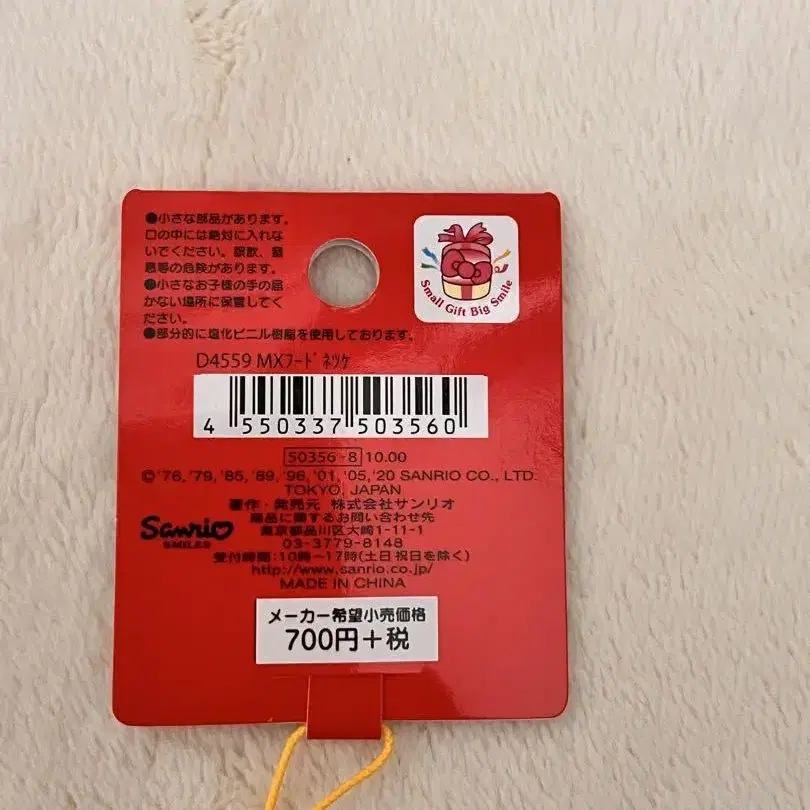 ●小さな部品があります。
口の中には絶対に入れな
いでください。誤飲、窒
息等の危険があります。
●小さなお子様の手の届
かない場所に保管してく
ださい。
●部分的に塩化ビニル樹脂を使用しております。
Small Gift Big Smile
D4559 MXフードネツケ
4 550337 503560
50356-8 10.00
©'76, '79, '85, '89, '96, '01, '05, '20 SANRIO CO., LTD.
TOKYO, JAPAN
著作・発売元 株式会社サンリオ
Sanrio
SMILES
商品に関するお問い合わせ先
東京都品川区大崎1-11-1
03-3779-8148
受付時間:10時~17時(土日祝日を除く)
http://www.sanrio.co.jp/
MADE IN CHINA
メーカー希望小売価格
700円+税